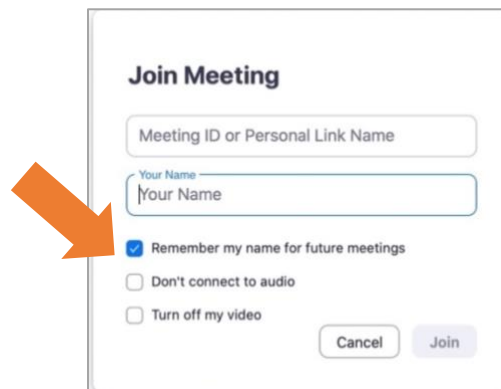 Join Meeting
Meeting ID or Personal Link Name
Your Name
Your Name
Remember my name for future meetings
Don't connect to audio
Turn off my video
Cancel Join